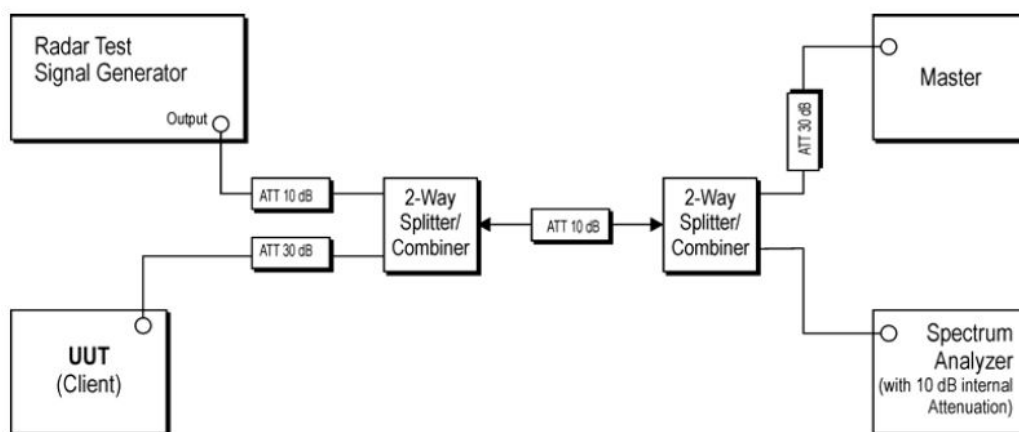 Radar Test
Signal Generator
Output
ATT 10 dB
ATT 30 dB
UUT
(Client)
2-Way
Splitter/
Combiner
ATT 10 dB
2-Way
Splitter/
Combiner
ATT 30 dB
Master
Spectrum
Analyzer
(with 10 dB internal
Attenuation)